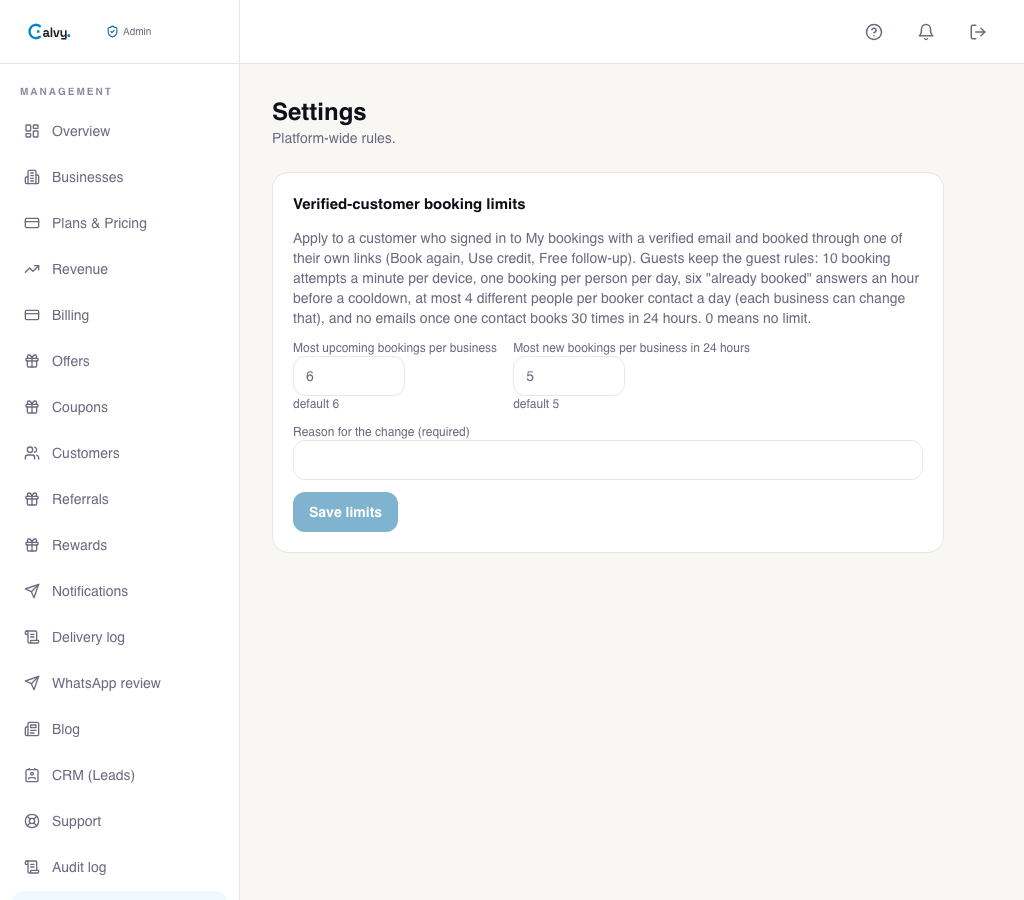 Calvy.
Admin
MANAGEMENT
Overview
Businesses
Plans & Pricing
Revenue
Billing
Offers
Coupons
Customers
Referrals
Rewards
Notifications
Delivery log
WhatsApp review
Blog
CRM (Leads)
Support
Audit log
Settings
Platform-wide rules.
Verified-customer booking limits
Apply to a customer who signed in to My bookings with a verified email and booked through one of
their own links (Book again, Use credit, Free follow-up). Guests keep the guest rules: 10 booking
attempts a minute per device, one booking per person per day, six "already booked" answers an hour
before a cooldown, at most 4 different people per booker contact a day (each business can change
that), and no emails once one contact books 30 times in 24 hours. 0 means no limit.
Most upcoming bookings per business
6
default 6
Most new bookings per business in 24 hours
5
default 5
Reason for the change (required)
Save limits